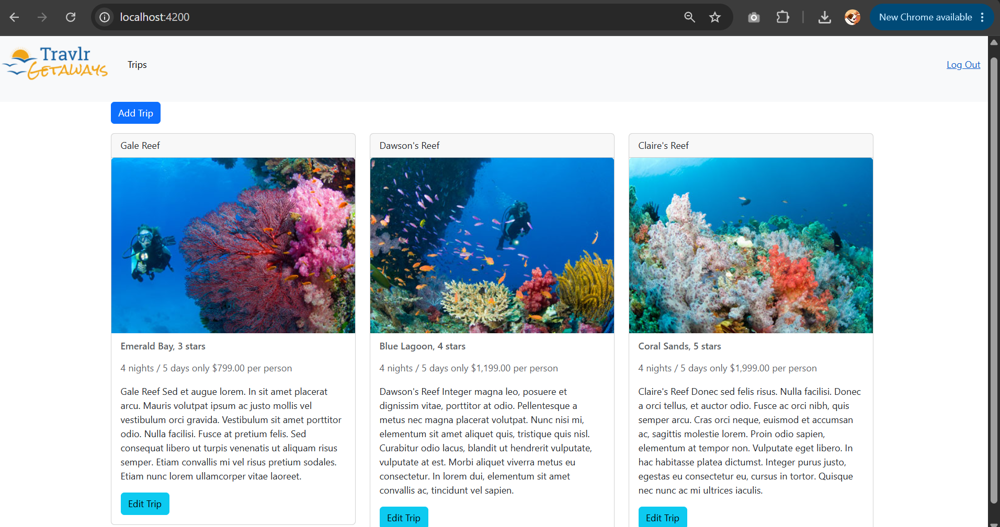 localhost:4200
New Chrome available
Travlr
Getaways
Trips
Log Out
Add Trip
Gale Reef
Emerald Bay, 3 stars
4 nights / 5 days only $799.00 per person
Gale Reef Sed et augue lorem. In sit amet placerat
arcu. Mauris volutpat ipsum ac justo mollis vel
vestibulum orci gravida. Vestibulum sit amet porttitor
odio. Nulla facilisi. Fusce at pretium felis. Sed
consequat libero ut turpis venenatis ut aliquam risus
semper. Etiam convallis mi vel risus pretium sodales.
Etiam nunc lorem ullamcorper vitae laoreet.
Edit Trip
Dawson's Reef
Blue Lagoon, 4 stars
4 nights / 5 days only $1,199.00 per person
Dawson's Reef Integer magna leo, posuere et
dignissim vitae, porttitor at odio. Pellentesque a
metus nec magna placerat volutpat. Nunc nisi mi,
elementum sit amet aliquet quis, tristique quis nisl.
Curabitur odio lacus, blandit ut hendrerit vulputate,
vulputate at est. Morbi aliquet viverra metus eu
consectetur. In lorem dui, elementum sit amet
convallis ac, tincidunt vel sapien.
Edit Trip
Claire's Reef
Coral Sands, 5 stars
4 nights / 5 days only $1,999.00 per person
Claire's Reef Donec sed felis risus. Nulla facilisi. Donec
a orci tellus, et auctor odio. Fusce ac orci nibh, quis
semper arcu. Cras orci neque, euismod et accumsan
ac, sagittis molestie lorem. Proin odio sapien,
elementum at tempor non. Vulputate eget libero. In
hac habitasse platea dictumst. Integer purus justo,
egestas eu consectetur eu, cursus in tortor. Quisque
nec nunc ac mi ultrices iaculis.
Edit Trip